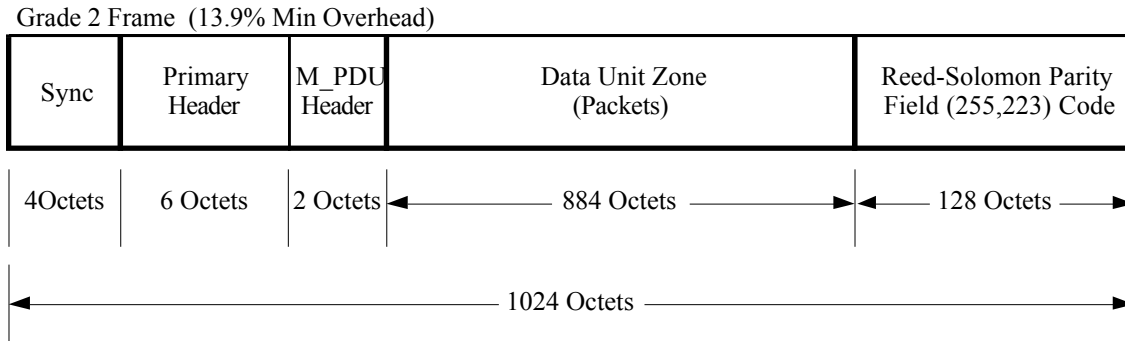 Grade 2 Frame (13.9% Min Overhead)
Sync
Primary
Header
M_PDU
Header
Data Unit Zone
(Packets)
Reed-Solomon Parity
Field (255,223) Code
4Octets
6 Octets
2 Octets
884 Octets
128 Octets
1024 Octets